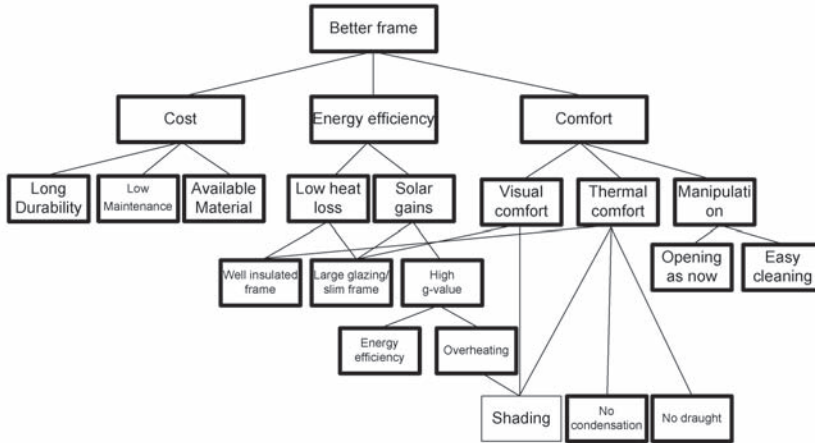 Better frame
Cost
Energy efficiency
Comfort
Long
Durability
Low
Maintenance
Available
Material
Low heat
loss
Solar
gains
Visual
comfort
Thermal
comfort
Manipulati
on
Well insulated
frame
Large glazing/
slim frame
High
g-value
Opening
as now
Easy
cleaning
Energy
efficiency
Overheating
Shading
No
condensation
No draught